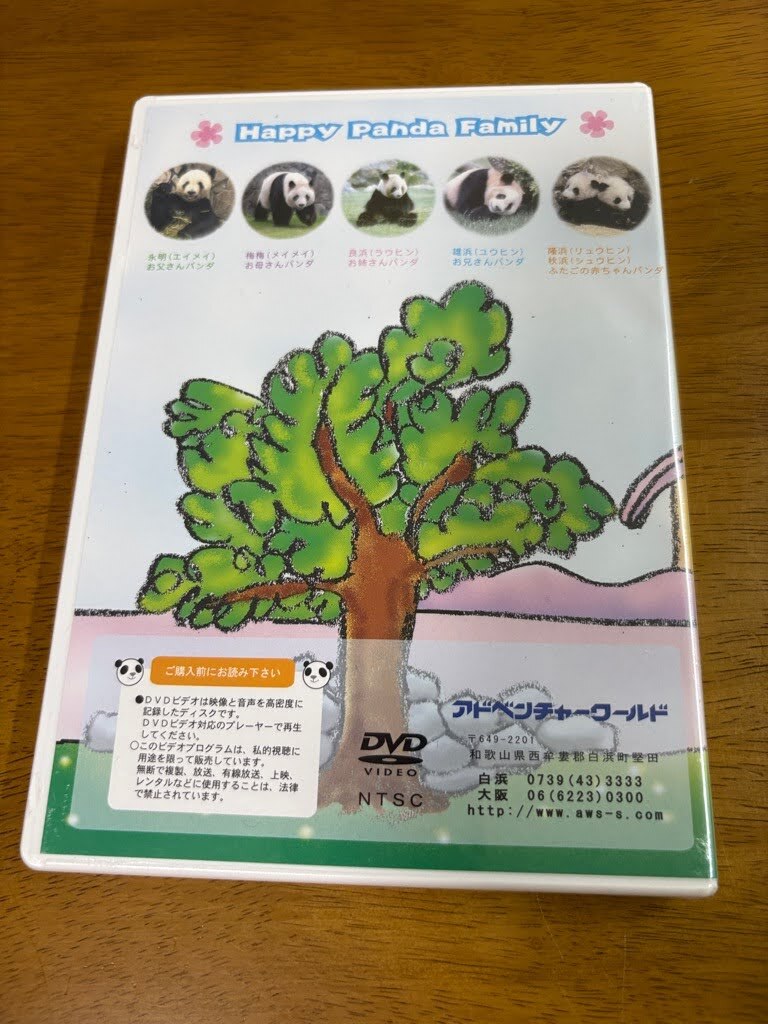 Happy Panda Family
永明(エイメイ)
お父さんパンダ
梅梅(メイメイ)
お母さんパンダ
良浜(ラウヒン)
お姉さんパンダ
雄浜(ユウヒン)
お兄さんパンダ
隆浜(リュウヒン)
秋浜(シュウヒン)
ふたごの赤ちゃんパンダ
ご購入前にお読み下さい
●DVDビデオは映像と音声を高密度に
記録したディスクです。
DVDビデオ対応のプレーヤーで再生
してください。
○このビデオプログラムは、私的視聴に
用途を限って販売しています。
無断で複製、放送、有線放送、上映、
レンタルなどに使用することは、法律
で禁止されています。
DVD
VIDEO
NTSC
アドベンチャーワールド
〒649-2201
和歌山県西牟婁郡白浜町堅田
白浜 0739(43)3333
大阪 06(6223)0300
http://www.aws-s.com